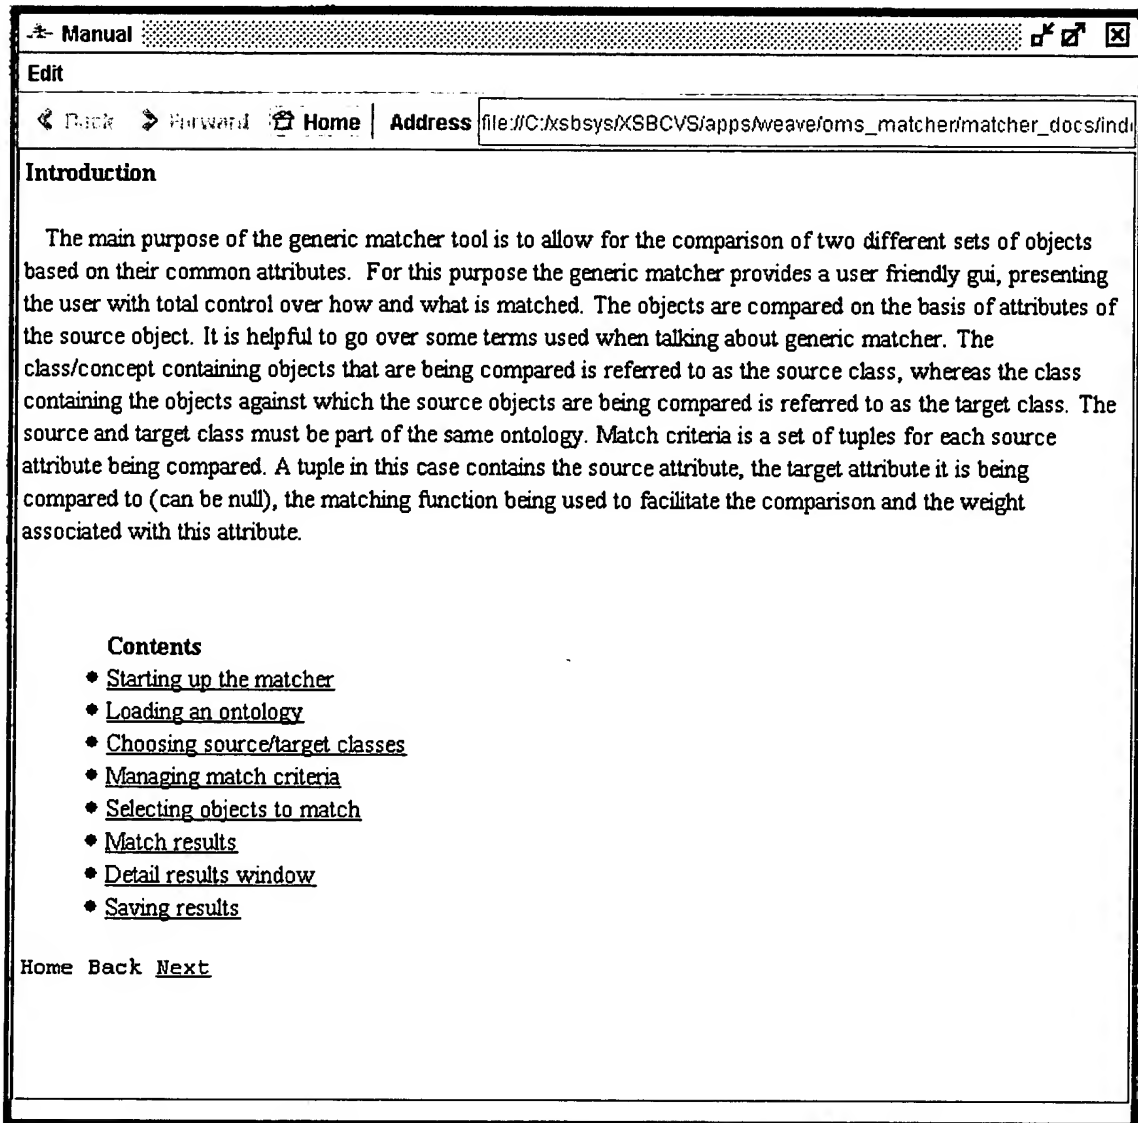 Manual
Edit
Back Forward Home Address file://C:/xsbsys/XSBCVS/apps/weave/oms_matcher/matcher_docs/ind
Introduction
The main purpose of the generic matcher tool is to allow for the comparison of two different sets of objects
based on their common attributes. For this purpose the generic matcher provides a user friendly gui, presenting
the user with total control over how and what is matched. The objects are compared on the basis of attributes of
the source object. It is helpful to go over some terms used when talking about generic matcher. The
class/concept containing objects that are being compared is referred to as the source class, whereas the class
containing the objects against which the source objects are being compared is referred to as the target class. The
source and target class must be part of the same ontology. Match criteria is a set of tuples for each source
attribute being compared. A tuple in this case contains the source attribute, the target attribute it is being
compared to (can be null), the matching function being used to facilitate the comparison and the weight
associated with this attribute.
Contents
• Starting up the matcher
• Loading an ontology
• Choosing source/target classes
• Managing match criteria
• Selecting objects to match
• Match results
• Detail results window
• Saving results
Home Back Next